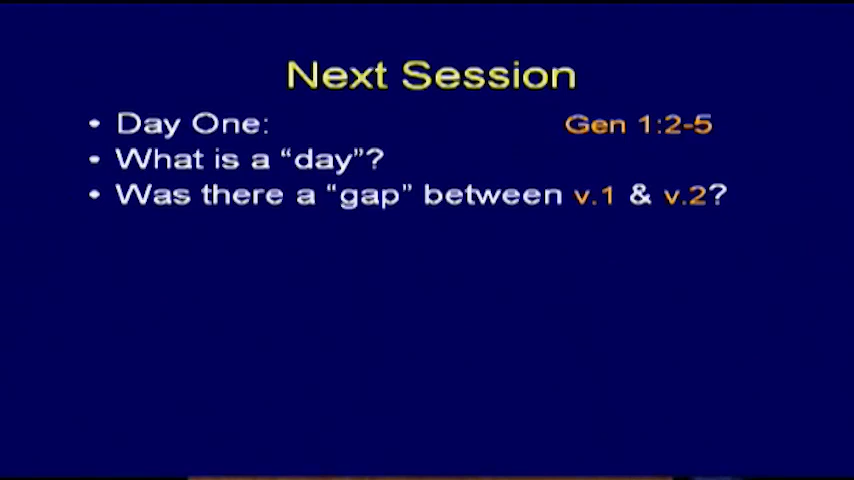 Next Session
• Day One: Gen 1:2-5
• What is a “day”?
• Was there a “gap” between v.1 & v.2?